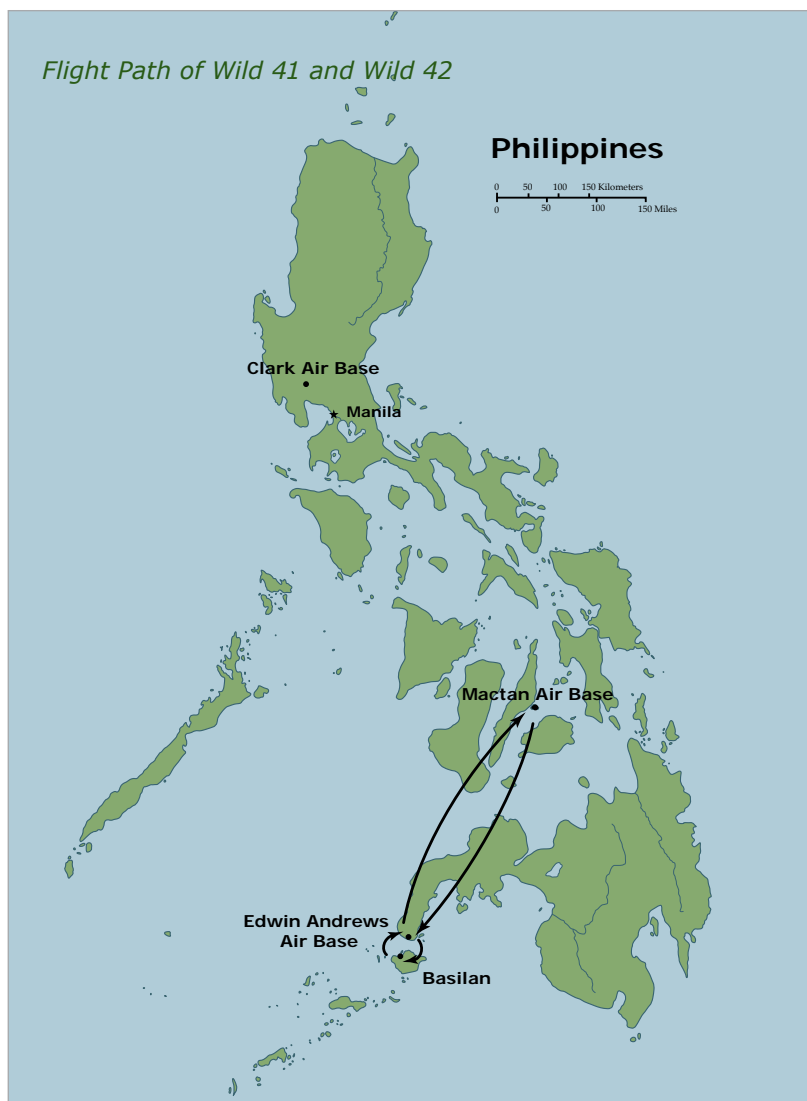 Flight Path of Wild 41 and Wild 42
Philippines
0 50 100 150 Kilometers
0 50 100 150 Miles
Clark Air Base
Manila
Mactan Air Base
Edwin Andrews
Air Base
Basilan